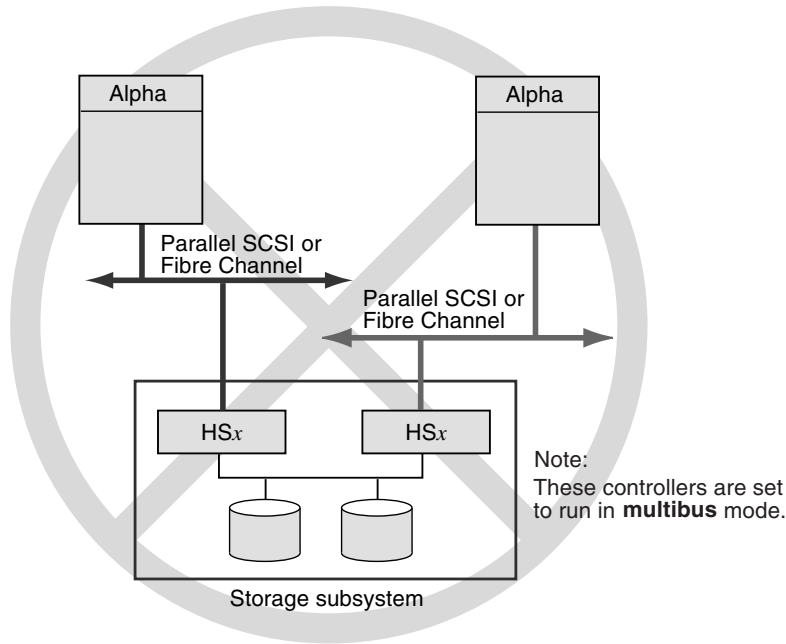 Alpha
Alpha
Parallel SCSI or
Fibre Channel
Parallel SCSI or
Fibre Channel
HSx
HSx
Note:
These controllers are set
to run in multibus mode.
Storage subsystem